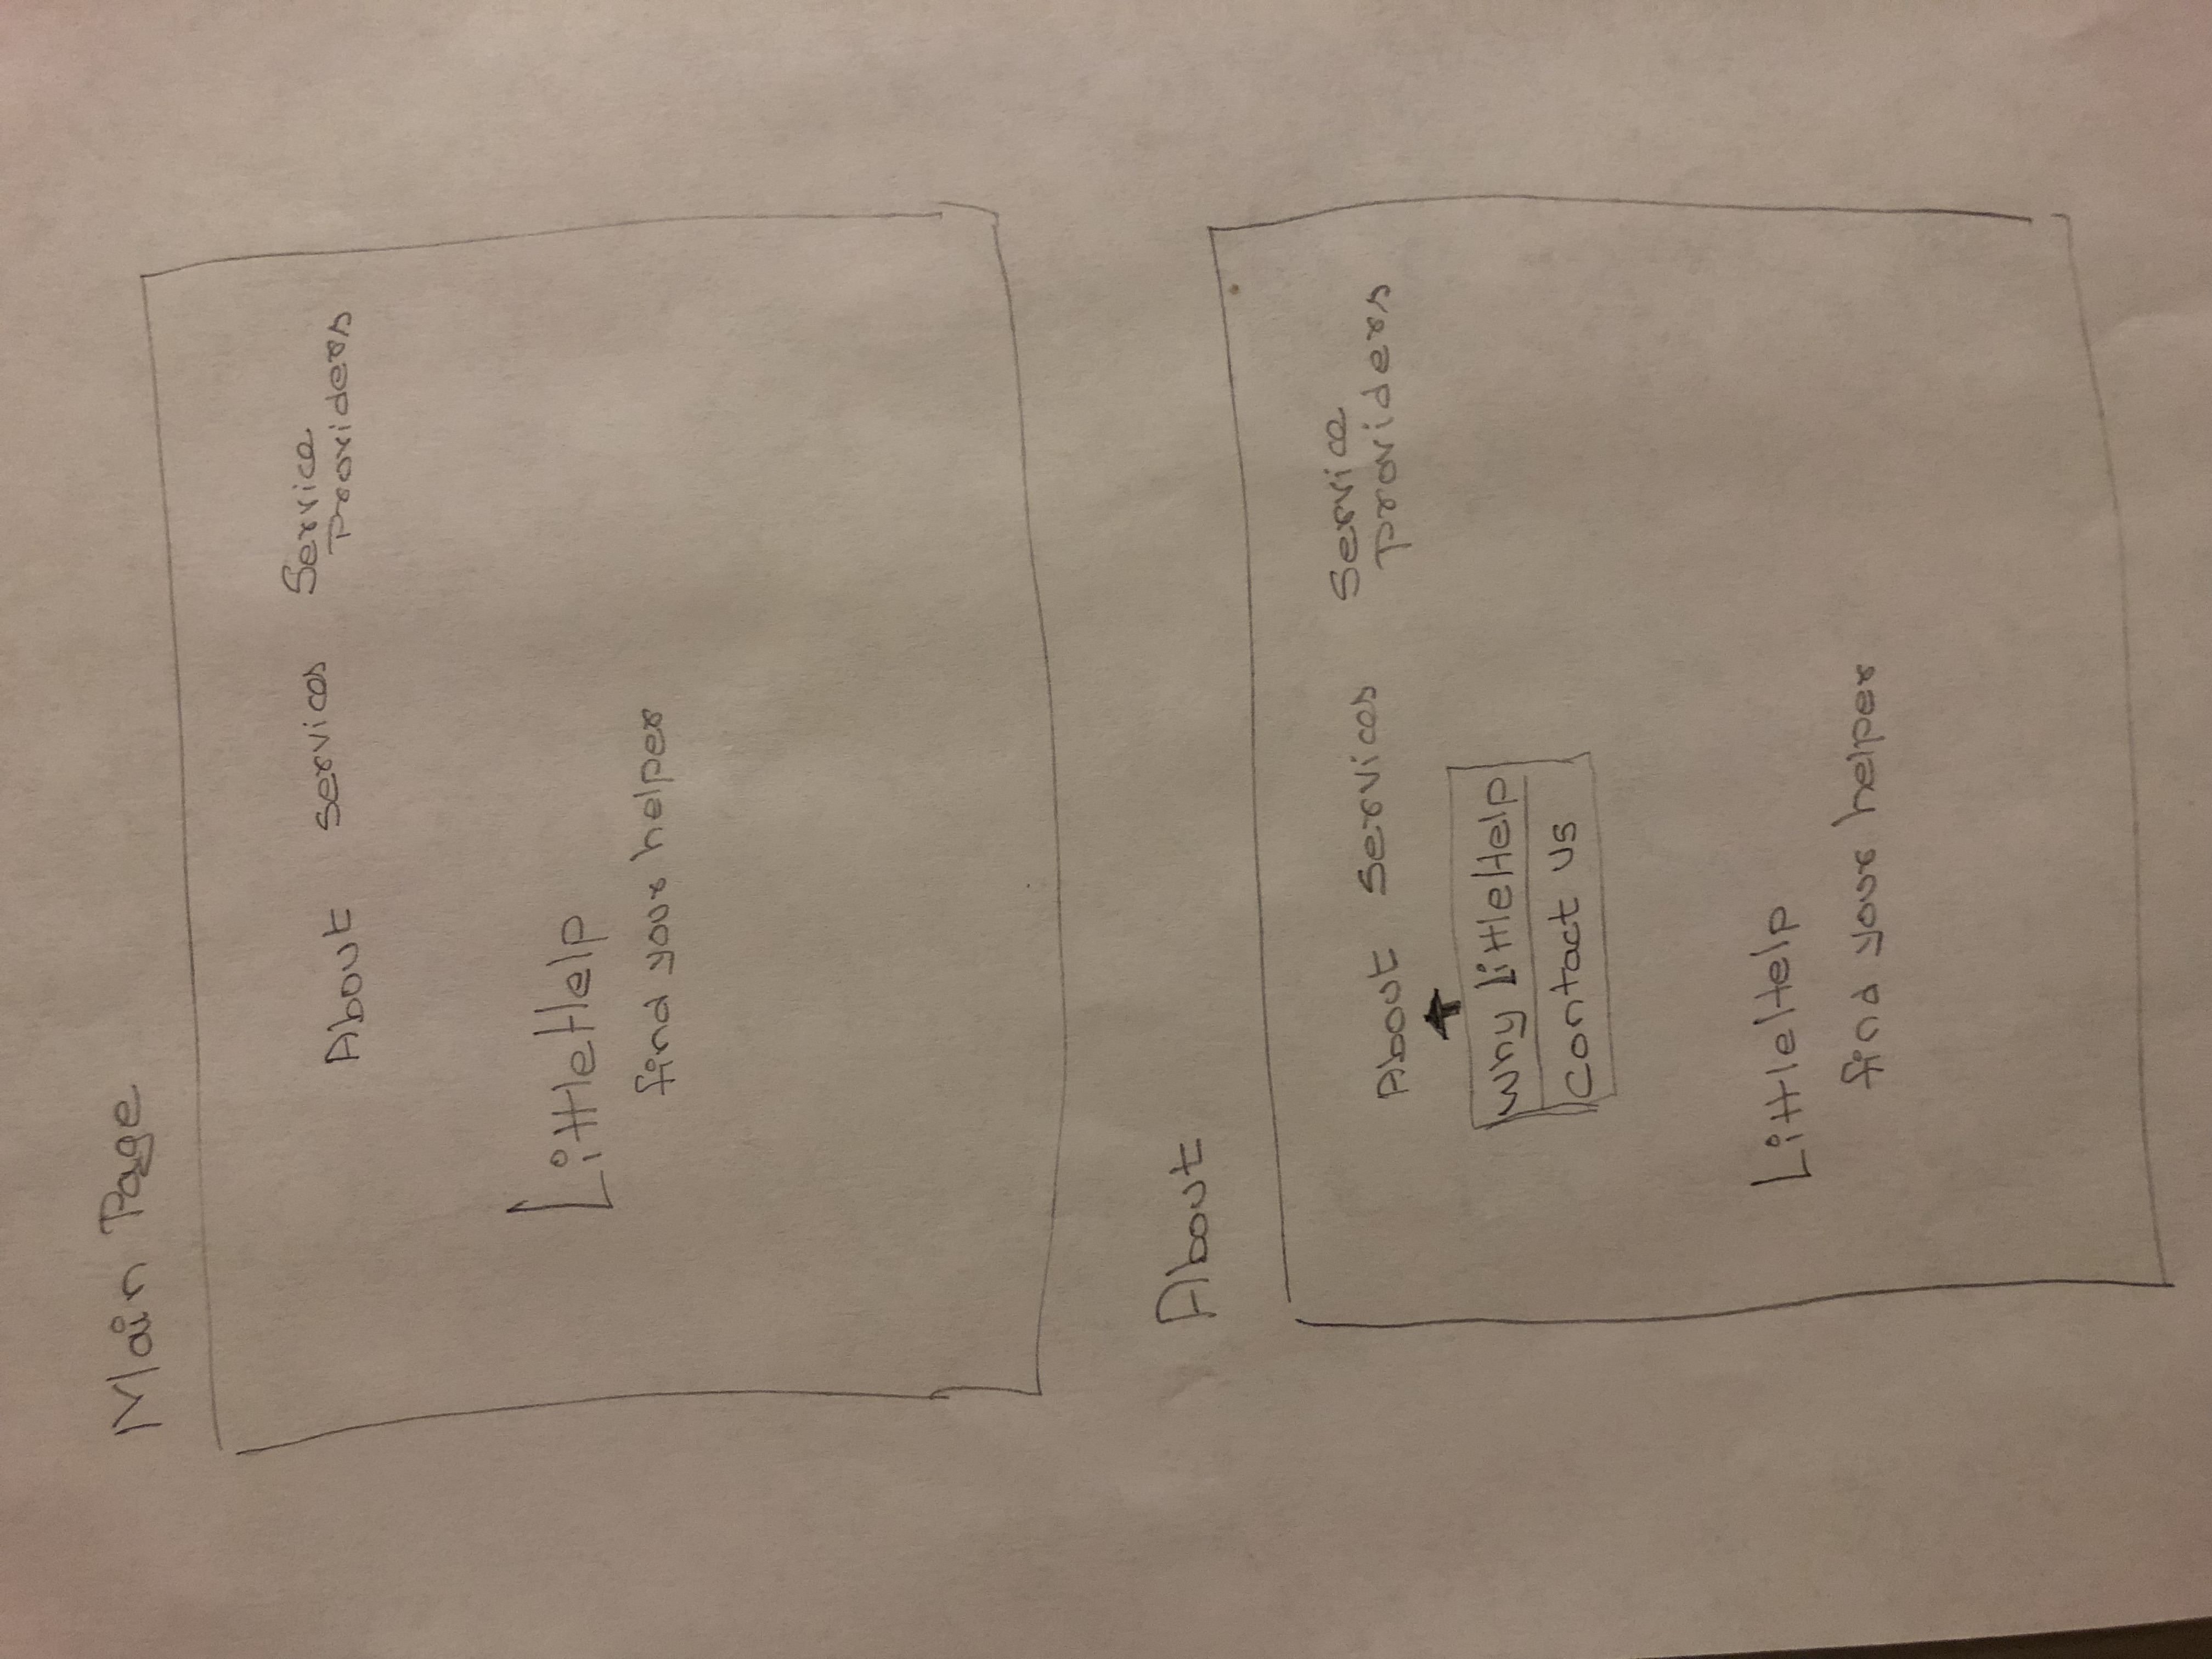 Main Page
About Services Service
Providers
LittleHelp
find your helper
About
About Services Service
Providers
Why LittleHelp
Contact Us
LittleHelp
find your helper